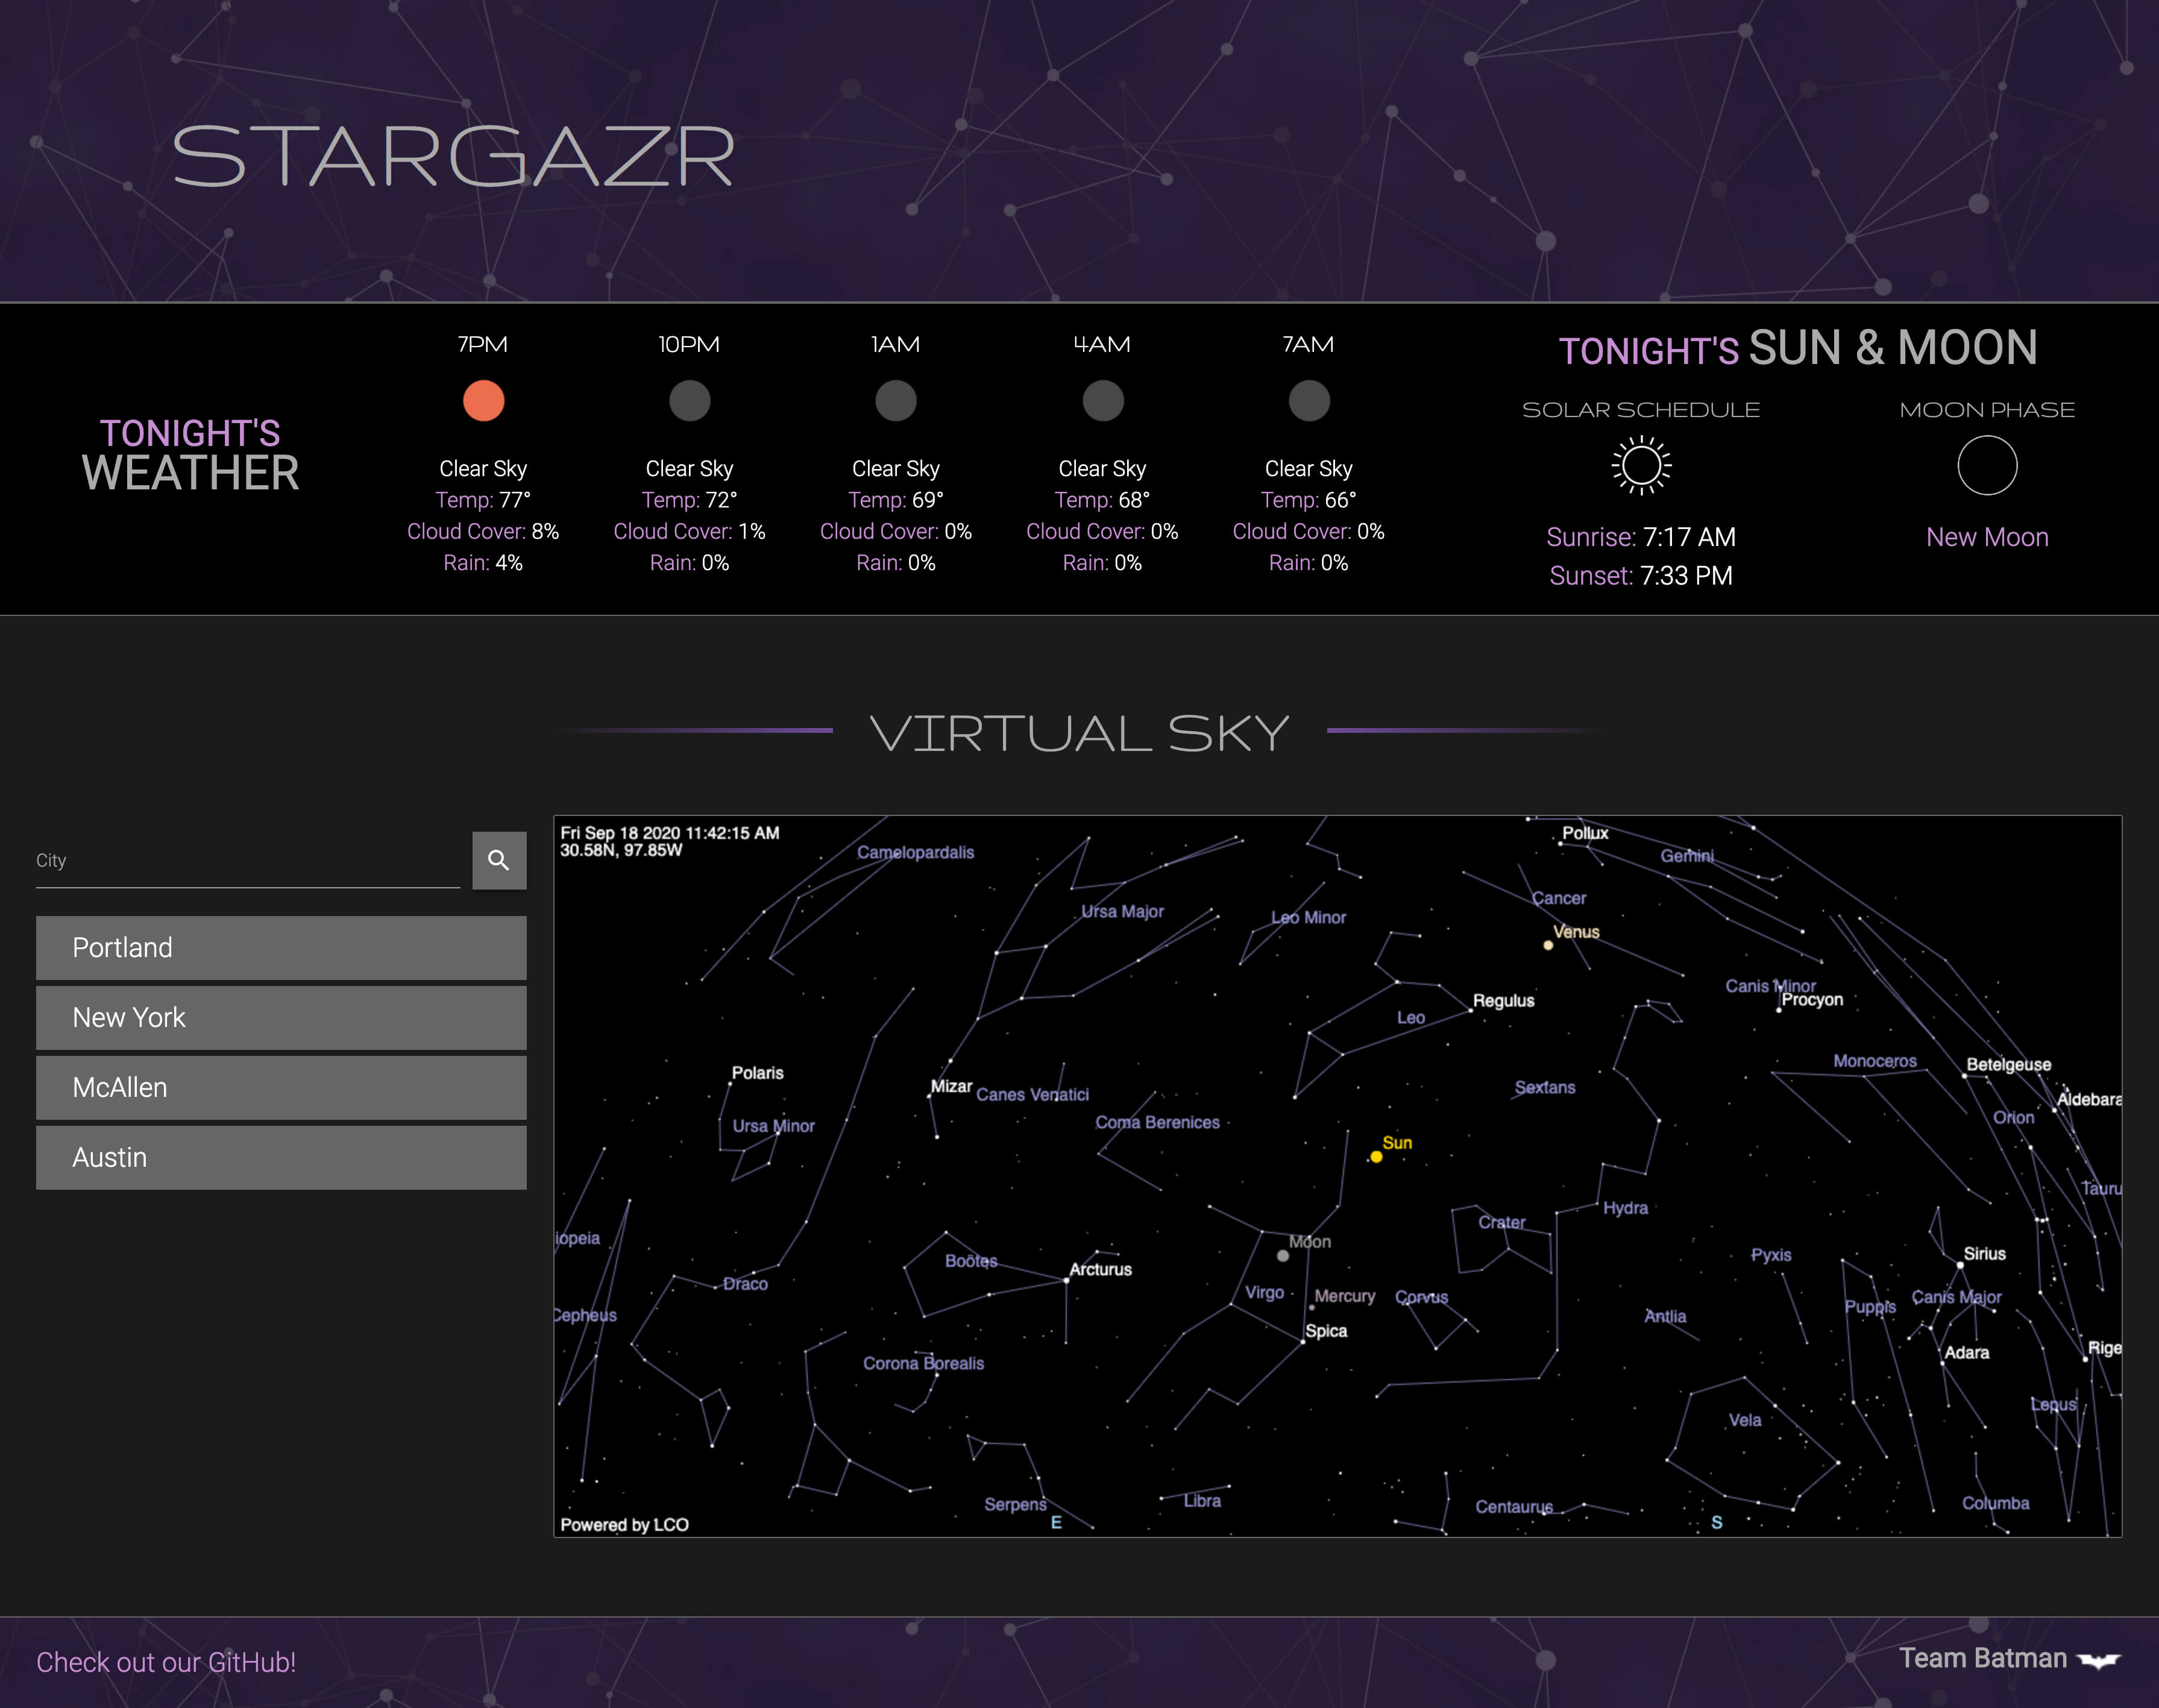 STARGAZR
TONIGHT'S
WEATHER
7PM
Clear Sky
Temp: 77°
Cloud Cover: 8%
Rain: 4%
10PM
Clear Sky
Temp: 72°
Cloud Cover: 1%
Rain: 0%
1AM
Clear Sky
Temp: 69°
Cloud Cover: 0%
Rain: 0%
4AM
Clear Sky
Temp: 68°
Cloud Cover: 0%
Rain: 0%
7AM
Clear Sky
Temp: 66°
Cloud Cover: 0%
Rain: 0%
TONIGHT'S SUN & MOON
SOLAR SCHEDULE
Sunrise: 7:17 AM
Sunset: 7:33 PM
MOON PHASE
New Moon
VIRTUAL SKY
City
Portland
New York
McAllen
Austin
Fri Sep 18 2020 11:42:15 AM
30.58N, 97.85W
Pollux
Camelopardalis
Gemini
Cancer
Ursa Major
Leo Minor
Venus
Canis Minor
Procyon
Regulus
Leo
Monoceros
Betelgeuse
Polaris
Mizar
Canes Venatici
Sextans
Aldebara
Orion
Ursa Minor
Coma Berenices
Sun
Tauru
Hydra
Crater
iopeia
Moon
Pyxis
Sirius
Boötes
Arcturus
Draco
Virgo
Mercury
Corvus
Canis Major
Puppis
Cepheus
Antlia
Spica
Rige
Adara
Corona Borealis
Lepus
Vela
Serpens
Libra
Centaurus
Columba
E
S
Powered by LCO
Check out our GitHub!
Team Batman